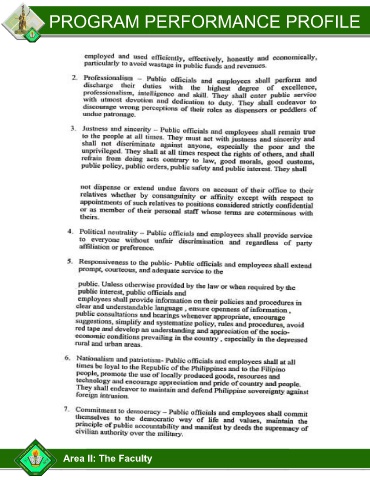 PROGRAM PERFORMANCE PROFILE
employed and used efficiently, effectively, honestly and economically,
particularly to avoid wastage in public funds and revenues.
2. Professionalism – Public officials and employees shall perform and
discharge their duties with the highest degree of excellence,
professionalism, intelligence and skill. They shall enter public service
with utmost devotion and dedication to duty. They shall endeavor to
discourage wrong perceptions of their roles as dispensers or peddlers of
undue patronage.
3. Justness and sincerity – Public officials and employees shall remain true
to the people at all times. They must act with justness and sincerity and
shall not discriminate against anyone, especially the poor and the
unprivileged. They shall at all times respect the rights of others, and shall
refrain from doing acts contrary to law, good morals, good customs,
public policy, public orders, public safety and public interest. They shall
not dispense or extend undue favors on account of their office to their
relatives whether by consanguinity or affinity except with respect to
appointments of such relatives to positions considered strictly confidential
or as member of their personal staff whose terms are coterminous with
theirs.
4. Political neutrality – Public officials and employees shall provide service
to everyone without unfair discrimination and regardless of party
affiliation or preference.
5. Responsiveness to the public- Public officials and employees shall extend
prompt, courteous, and adequate service to the
public. Unless otherwise provided by the law or when required by the
public interest, public officials and
employees shall provide information on their policies and procedures in
clear and understandable language , ensure openness of information ,
public consultations and hearings whenever appropriate, encourage
suggestions, simplify and systematize policy, rules and procedures, avoid
red tape and develop an understanding and appreciation of the socio-
economic conditions prevailing in the country , especially in the depressed
rural and urban areas.
6. Nationalism and patriotism- Public officials and employees shall at all
times be loyal to the Republic of the Philippines and to the Filipino
people, promote the use of locally produced goods, resources and
technology and encourage appreciation and pride of country and people.
They shall endeavor to maintain and defend Philippine sovereignty against
foreign intrusion.
7. Commitment to democracy – Public officials and employees shall commit
themselves to the democratic way of life and values, maintain the
principle of public accountability and manifest by deeds the supremacy of
civilian authority over the military.
Area II: The Faculty